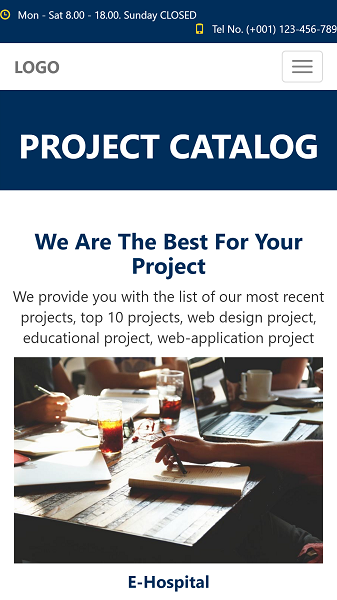 Mon - Sat 8.00 - 18.00. Sunday CLOSED
Tel No. (+001) 123-456-789
LOGO
PROJECT CATALOG
We Are The Best For Your
Project
We provide you with the list of our most recent
projects, top 10 projects, web design project,
educational project, web-application project
E-Hospital